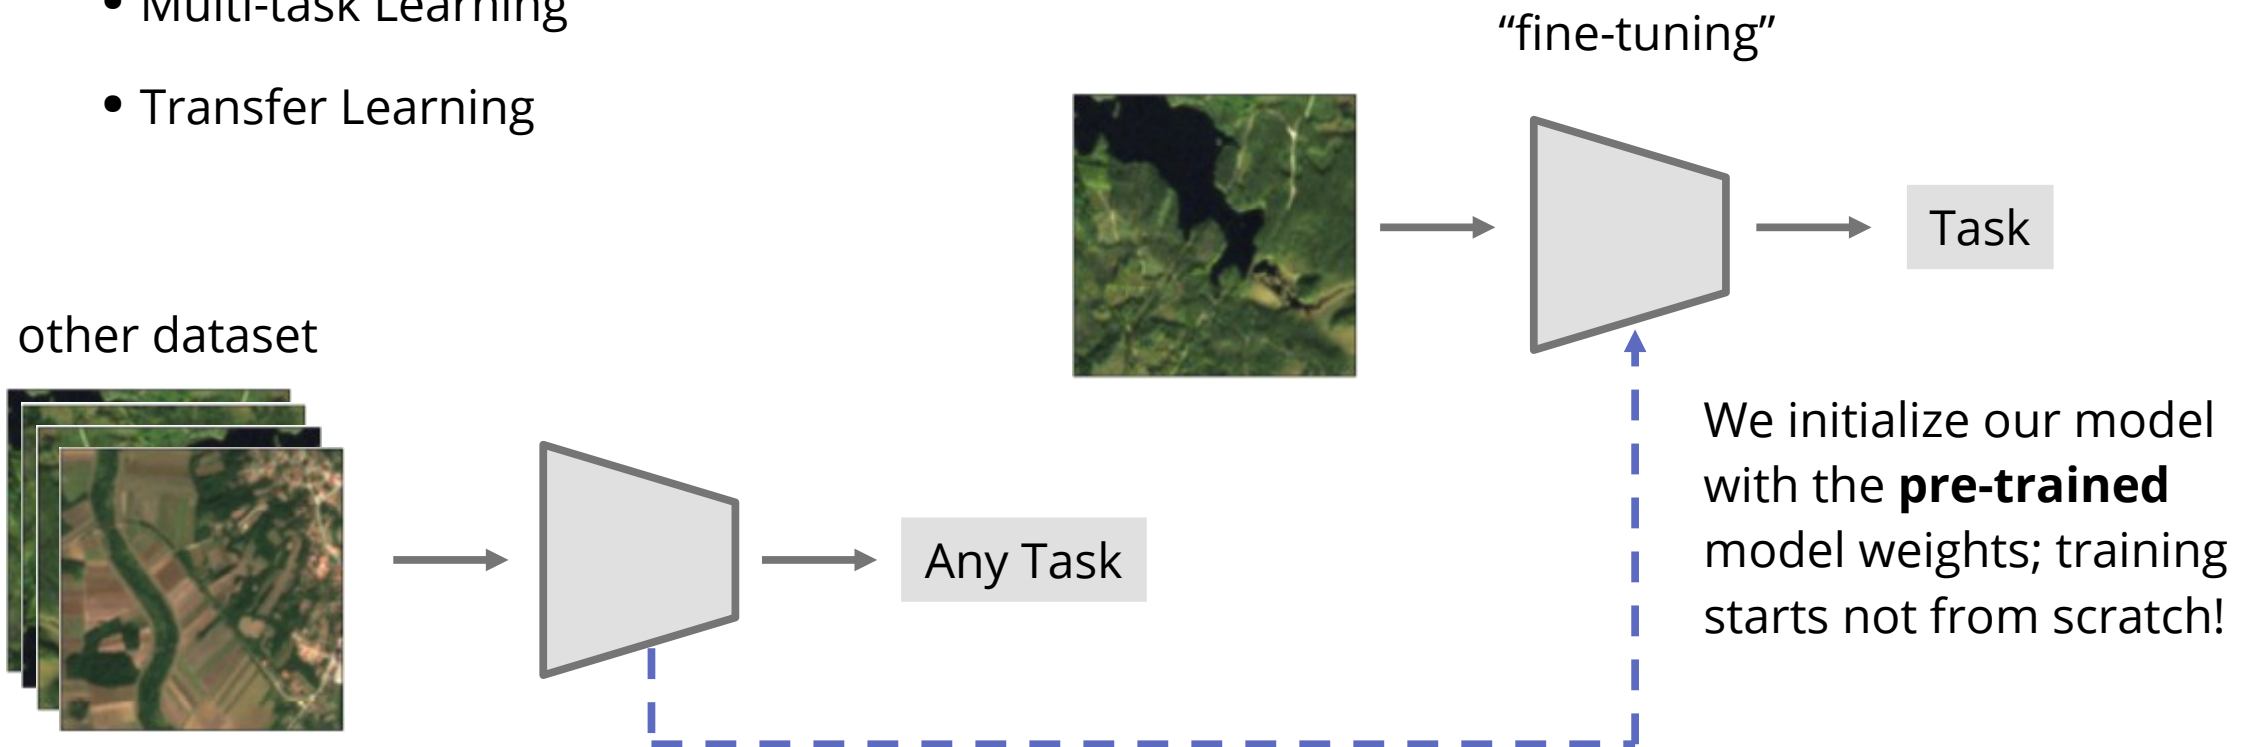 • Multi-task Learning
• Transfer Learning
“fine-tuning”
Task
other dataset
Any Task
We initialize our model
with the pre-trained
model weights; training
starts not from scratch!